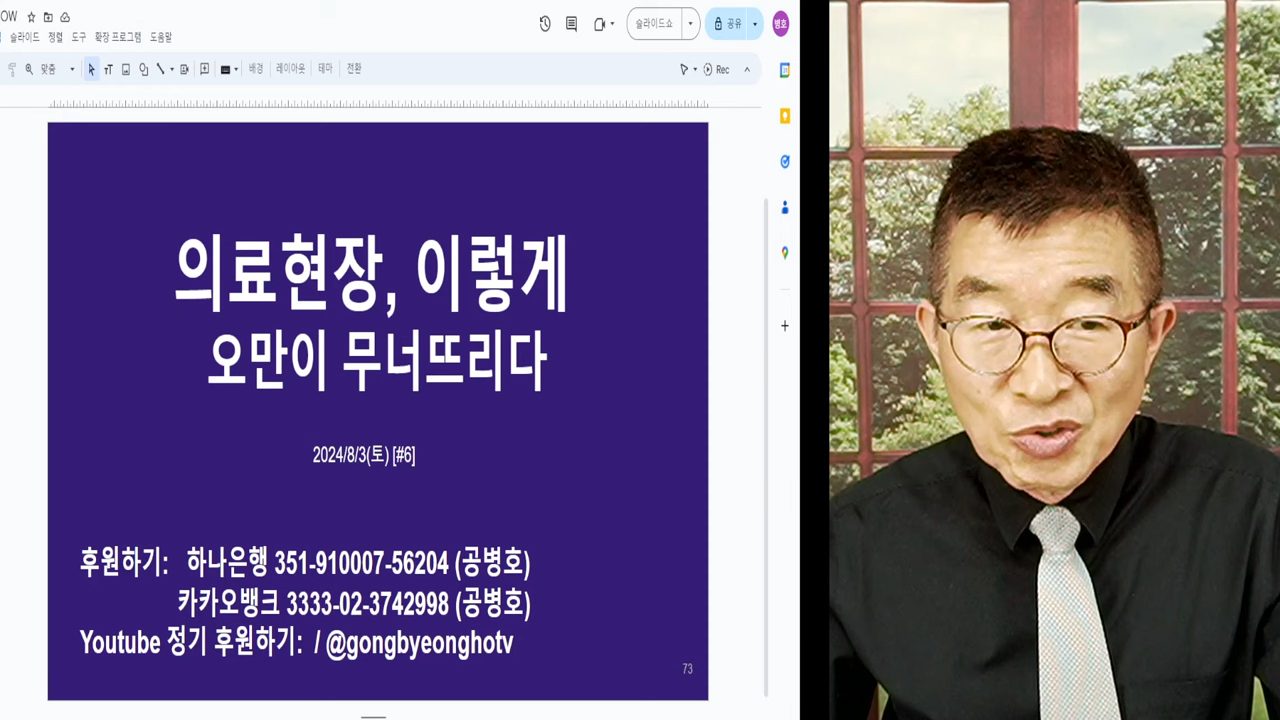 OW
슬라이드 정렬 도구 확장 프로그램 도움말
슬라이드쇼
공유
병호
맞춤
배경 레이아웃 테마 전환
Rec
의료현장, 이렇게
오만이 무너뜨리다
2024/8/3(토) [#6]
후원하기: 하나은행 351-910007-56204 (공병호)
카카오뱅크 3333-02-3742998 (공병호)
Youtube 정기 후원하기: / @gongbyeonghotv
73